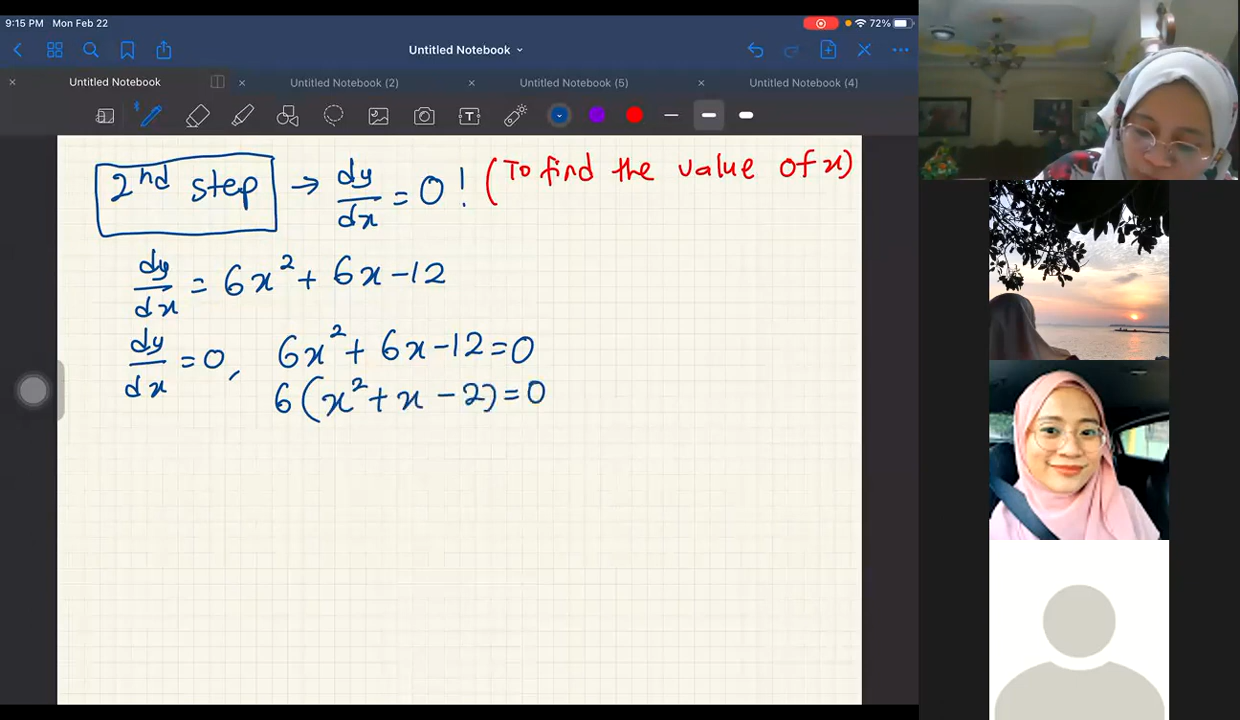 9:15 PM Mon Feb 22
72%
Untitled Notebook
Untitled Notebook
Untitled Notebook (2)
Untitled Notebook (5)
Untitled Notebook (4)
T
2nd step → dy/dx = 0! (To find the value of x)
dy/dx = 6x² + 6x - 12
dy/dx = 0, 6x² + 6x - 12 = 0
6(x² + x - 2) = 0